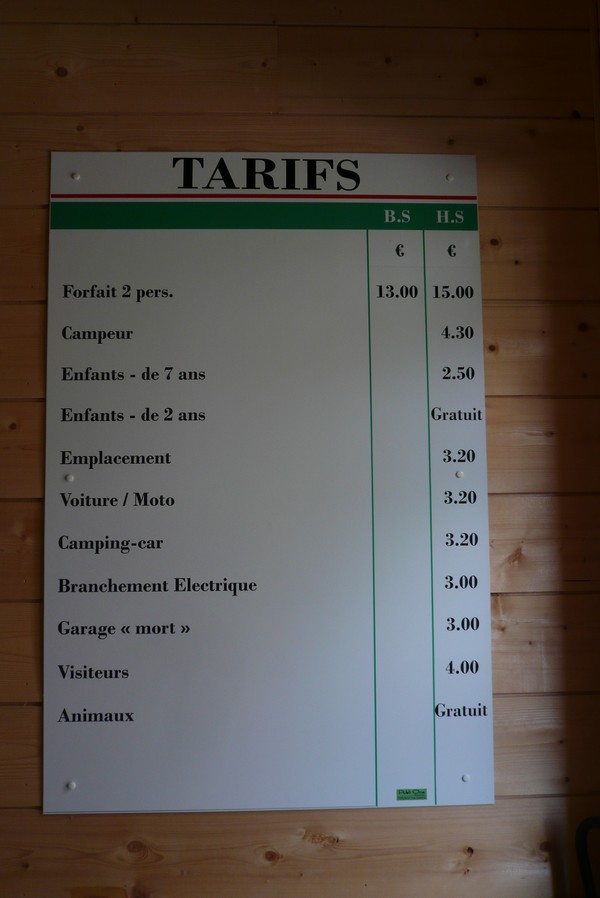 TARIFS
B.S H.S
€ €
Forfait 2 pers. 13.00 15.00
Campeur 4.30
Enfants - de 7 ans 2.50
Enfants - de 2 ans Gratuit
Emplacement 3.20
Voiture / Moto 3.20
Camping-car 3.20
Branchement Electrique 3.00
Garage « mort » 3.00
Visiteurs 4.00
Animaux Gratuit